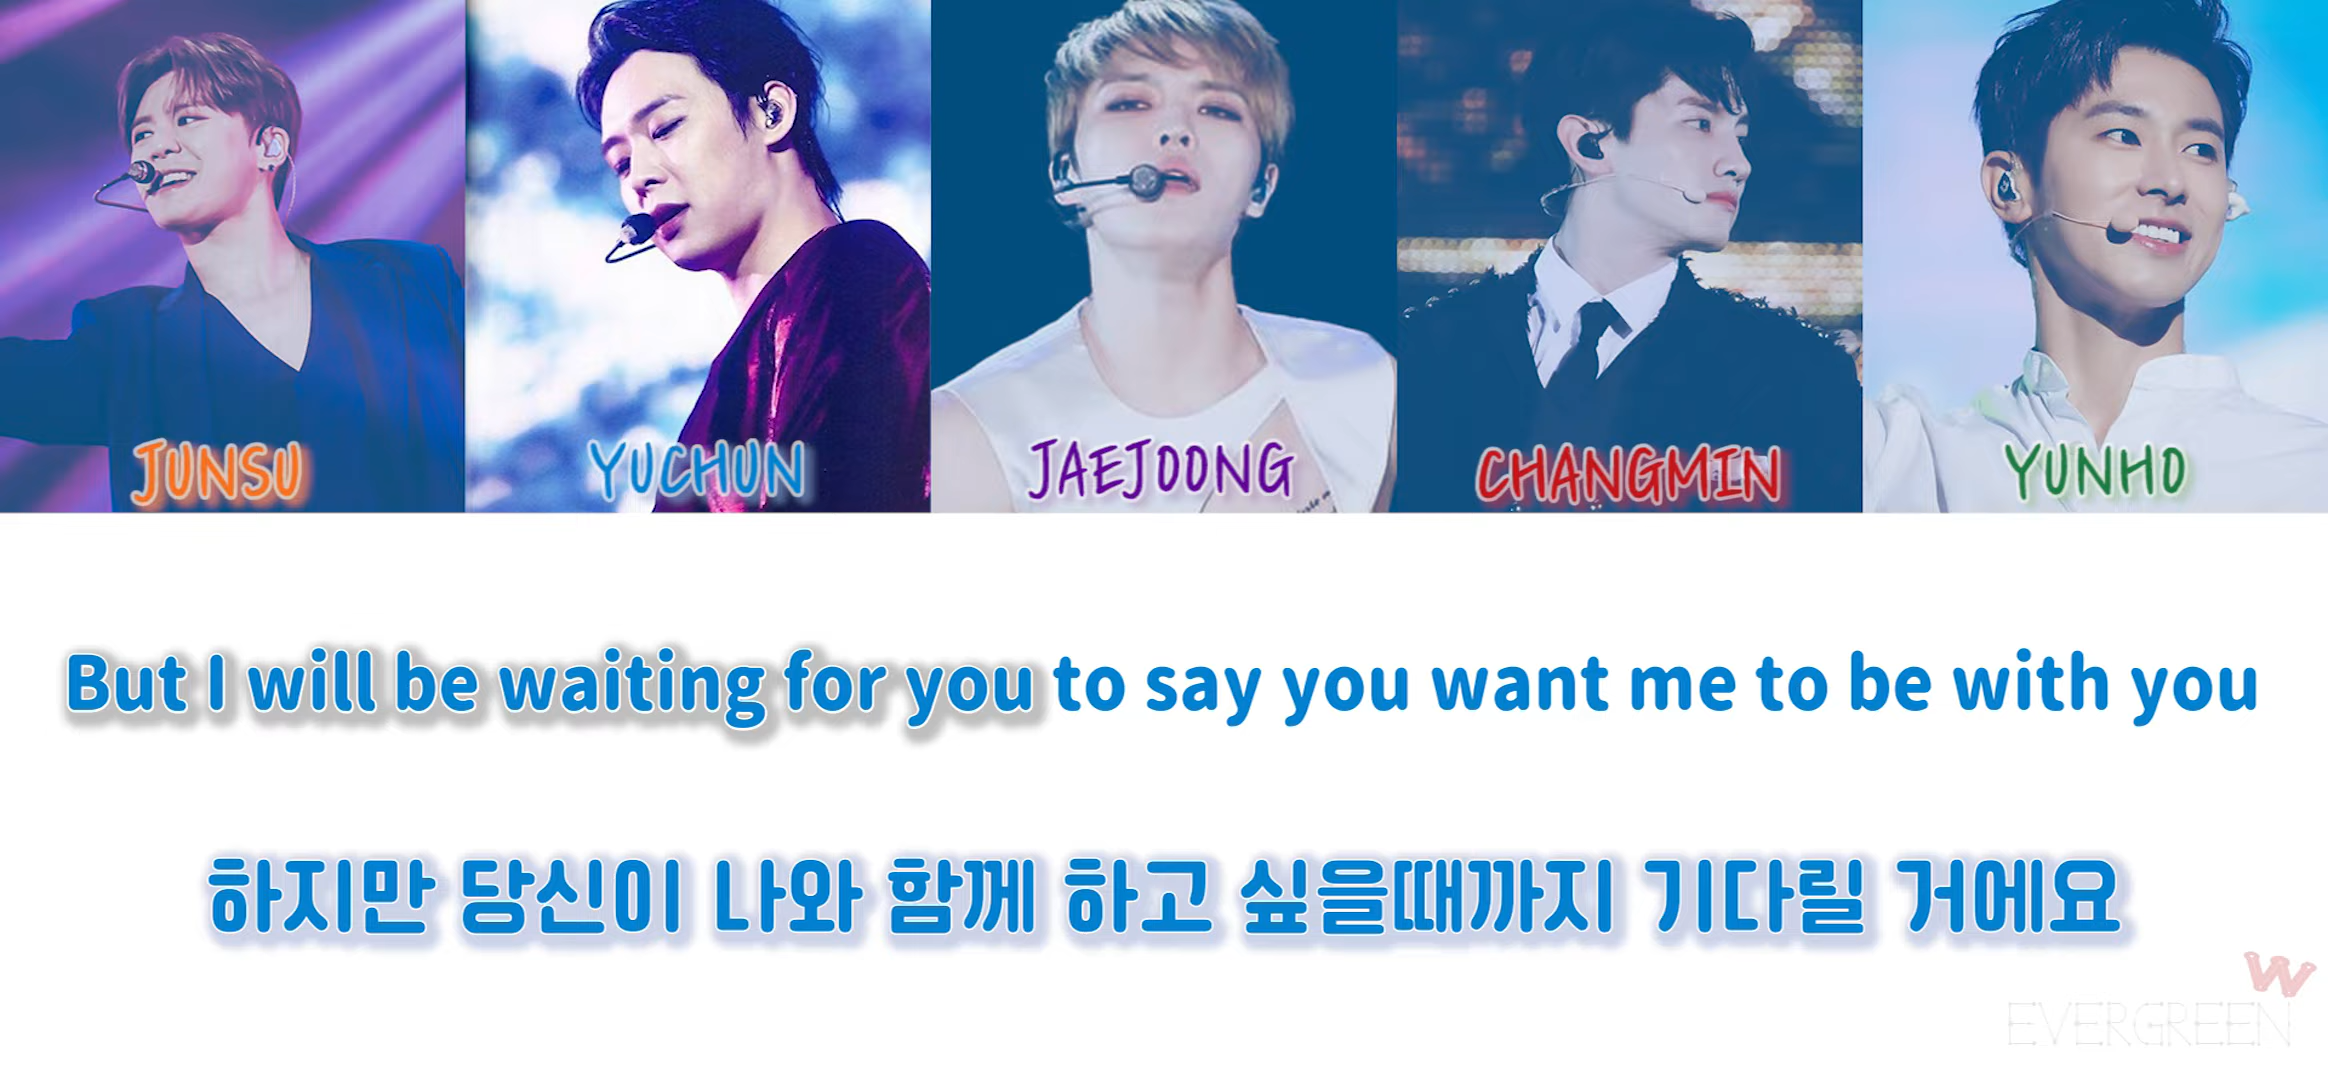 JUNSU YUCHUN JAEJOONG CHANGMIN YUNHO
But I will be waiting for you to say you want me to be with you
하지만 당신이 나와 함께 하고 싶을때까지 기다릴 거에요
W
EVERGREEN